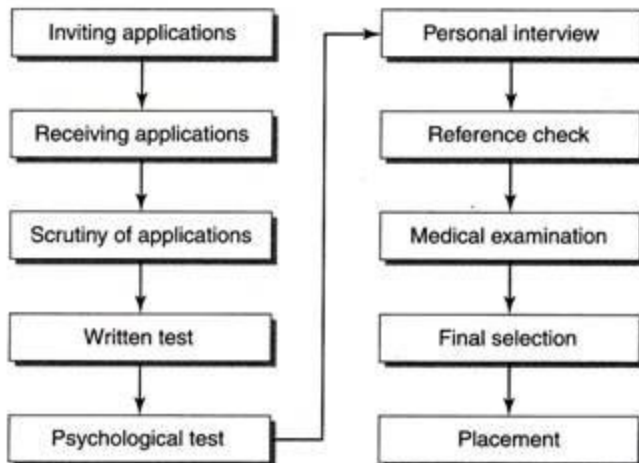 Inviting applications
Receiving applications
Scrutiny of applications
Written test
Psychological test
Personal interview
Reference check
Medical examination
Final selection
Placement